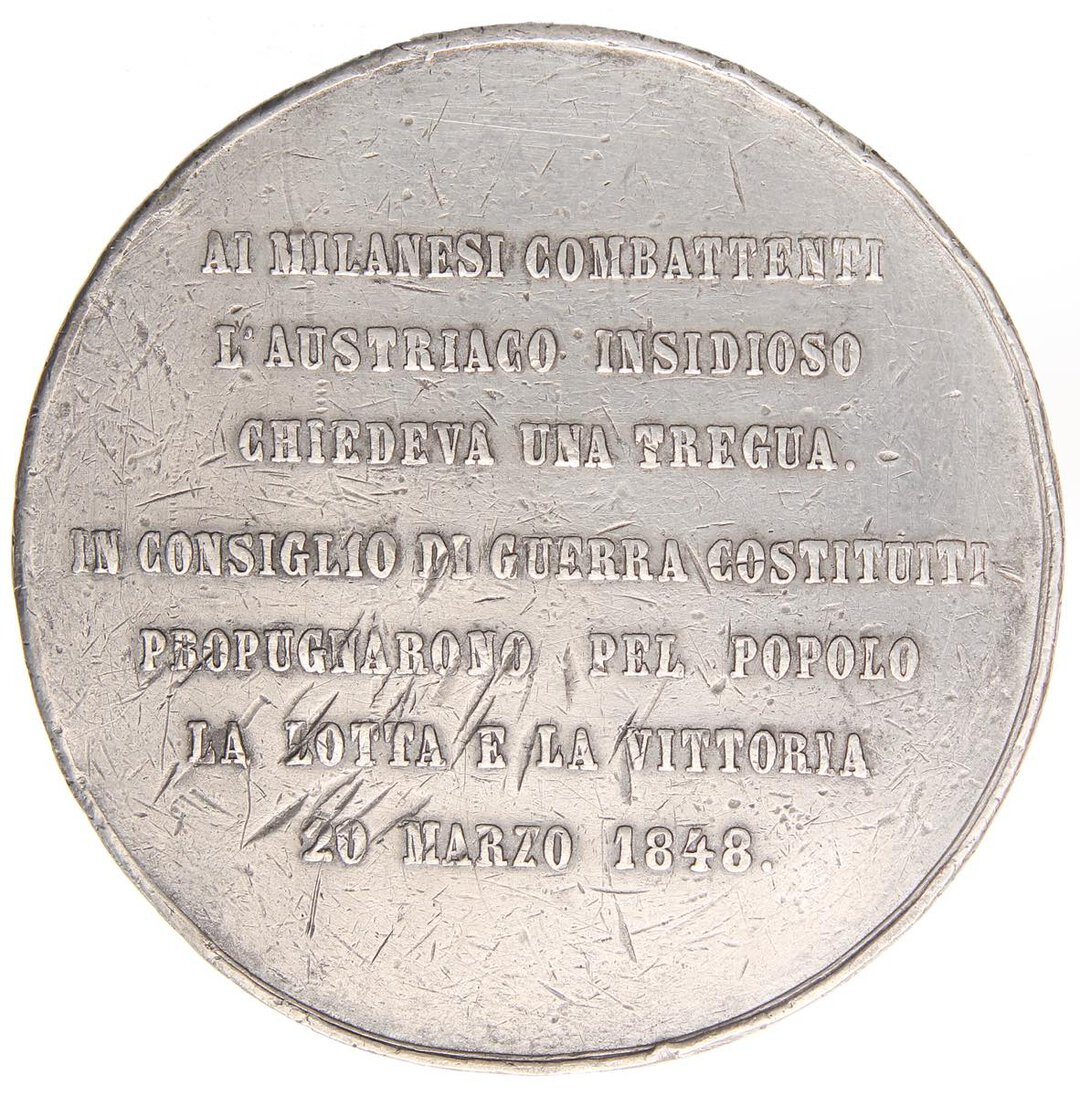 AI MILANESI COMBATTENTI
L'AUSTRIACO INSIDIOSO
CHIEDEVA UNA TREGUA.
IN CONSIGLIO DI GUERRA COSTITUITI
PROPUGNARONO PEL POPOLO
LA LOTTA E LA VITTORIA
20 MARZO 1848.